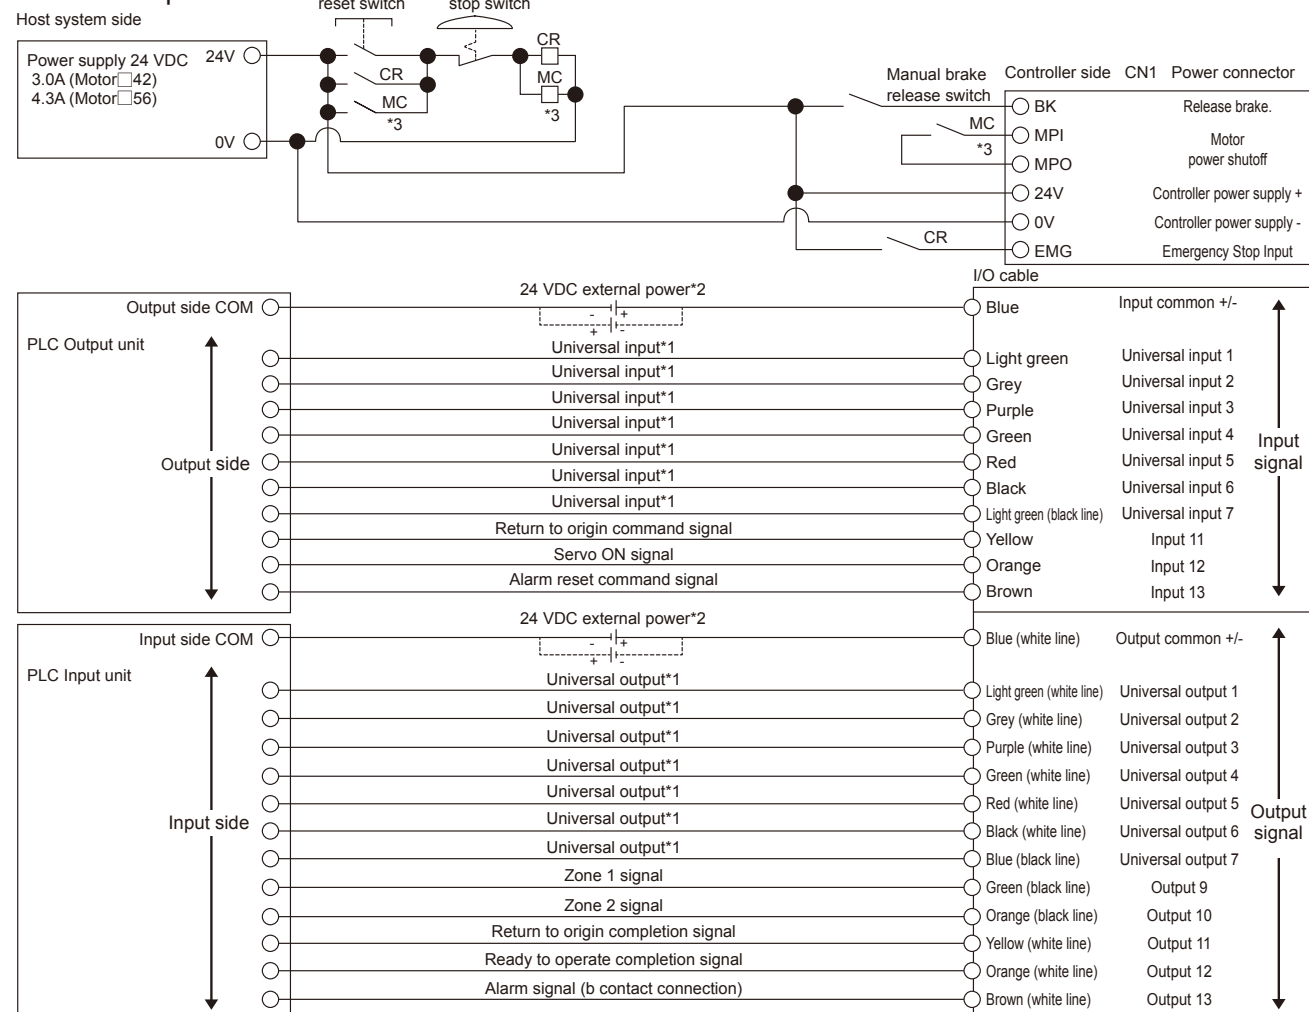 reset switch
stop switch
Host system side
Power supply 24 VDC
3.0A (Motor□42)
4.3A (Motor□56)
24V
0V
CR
MC
*3
CR
MC
*3
Manual brake
release switch
MC
*3
CR
Controller side CN1 Power connector
BK Release brake.
MPI
MPO
Motor
power shutoff
24V Controller power supply +
0V Controller power supply -
EMG Emergency Stop Input
I/O cable
Output side COM
24 VDC external power*2
- +
+ -
Blue Input common +/-
PLC Output unit
Output side
Universal input*1 Light green Universal input 1
Universal input*1 Grey Universal input 2
Universal input*1 Purple Universal input 3
Universal input*1 Green Universal input 4
Universal input*1 Red Universal input 5
Universal input*1 Black Universal input 6
Universal input*1 Light green (black line) Universal input 7
Return to origin command signal Yellow Input 11
Servo ON signal Orange Input 12
Alarm reset command signal Brown Input 13
Input
signal
Input side COM
24 VDC external power*2
- +
+ -
Blue (white line) Output common +/-
PLC Input unit
Input side
Universal output*1 Light green (white line) Universal output 1
Universal output*1 Grey (white line) Universal output 2
Universal output*1 Purple (white line) Universal output 3
Universal output*1 Green (white line) Universal output 4
Universal output*1 Red (white line) Universal output 5
Universal output*1 Black (white line) Universal output 6
Universal output*1 Blue (black line) Universal output 7
Zone 1 signal Green (black line) Output 9
Zone 2 signal Orange (black line) Output 10
Return to origin completion signal Yellow (white line) Output 11
Ready to operate completion signal Orange (white line) Output 12
Alarm signal (b contact connection) Brown (white line) Output 13
Output
signal